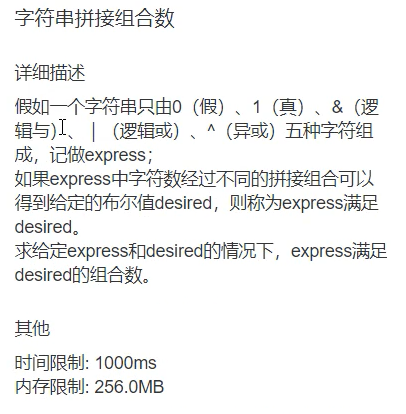 字符串拼接组合数
详细描述
假如一个字符串只由0（假）、1（真）、&（逻
辑与）、｜（逻辑或）、^（异或）五种字符组
成，记做express；
如果express中字符数经过不同的拼接组合可以
得到给定的布尔值desired，则称为express满足
desired。
求给定express和desired的情况下，express满足
desired的组合数。
其他
时间限制: 1000ms
内存限制: 256.0MB